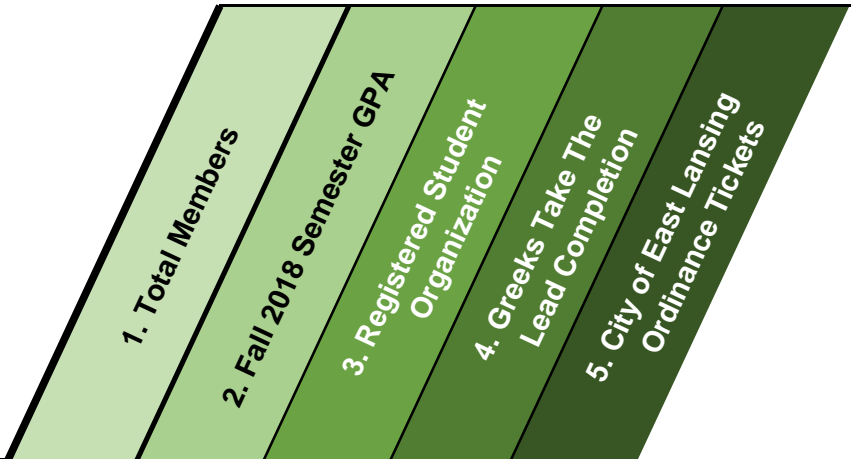 1. Total Members
2. Fall 2018 Semester GPA
3. Registered Student
Organization
4. Greeks Take The
Lead Completion
5. City of East Lansing
Ordinance Tickets